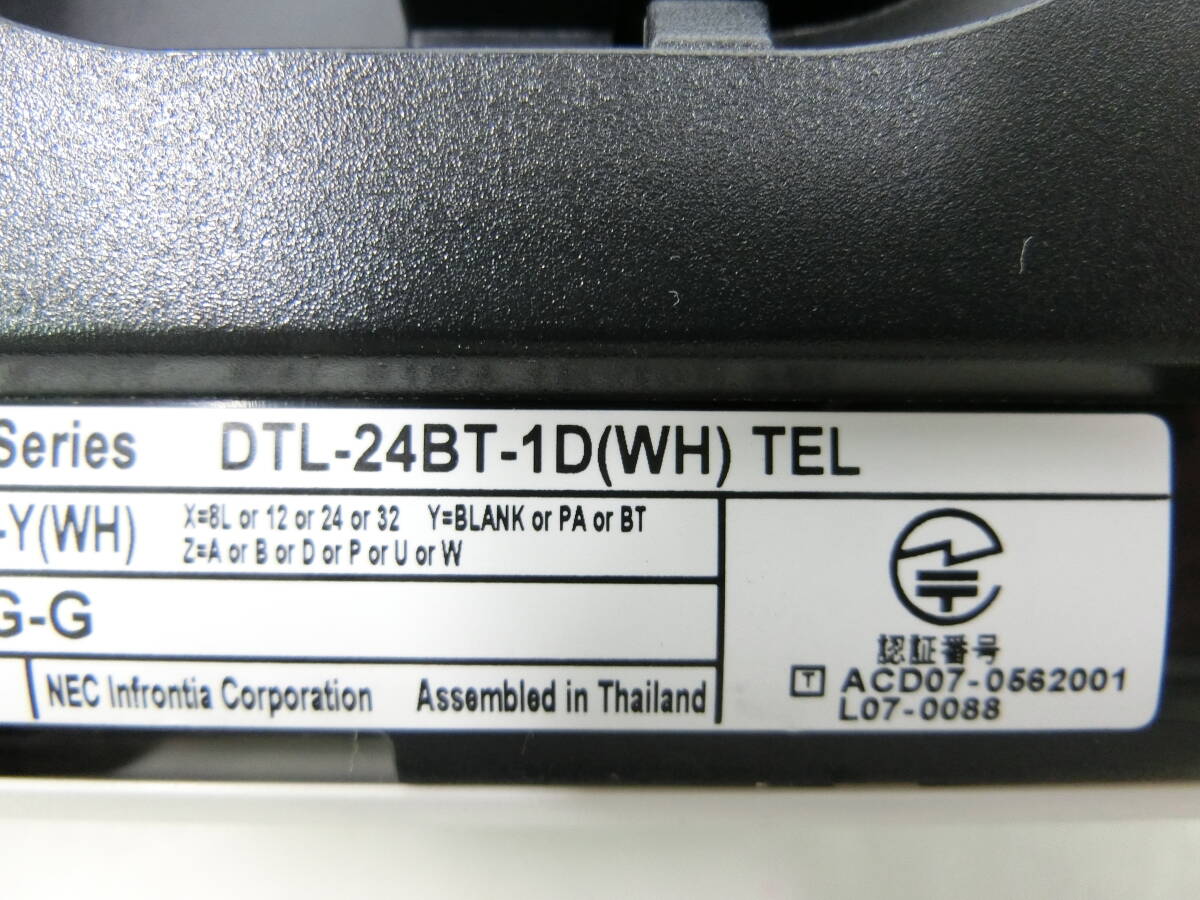 Series DTL-24BT-1D(WH) TEL
-Y(WH) X=8L or 12 or 24 or 32 Y=BLANK or PA or BT
Z=A or B or D or P or U or W
G-G
NEC Infrontia Corporation Assembled in Thailand
認証番号
T ACD07-0562001
L07-0088